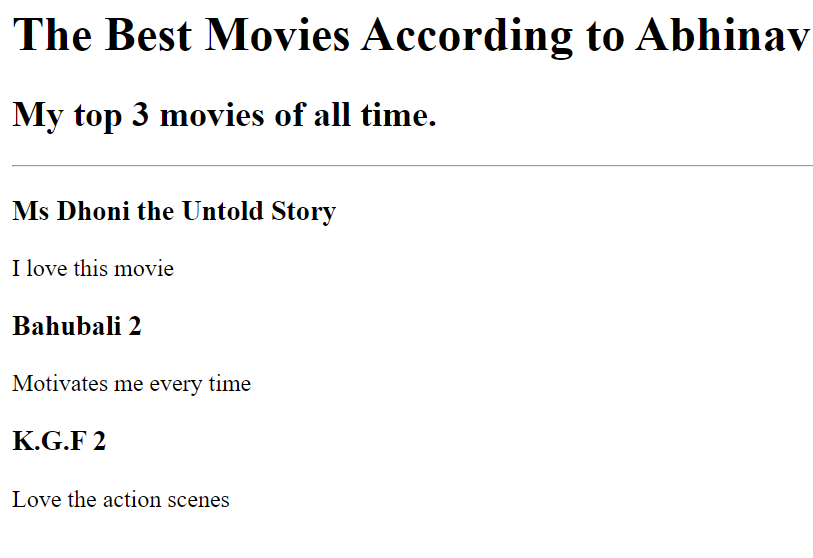 The Best Movies According to Abhinav
My top 3 movies of all time.
Ms Dhoni the Untold Story
I love this movie
Bahubali 2
Motivates me every time
K.G.F 2
Love the action scenes